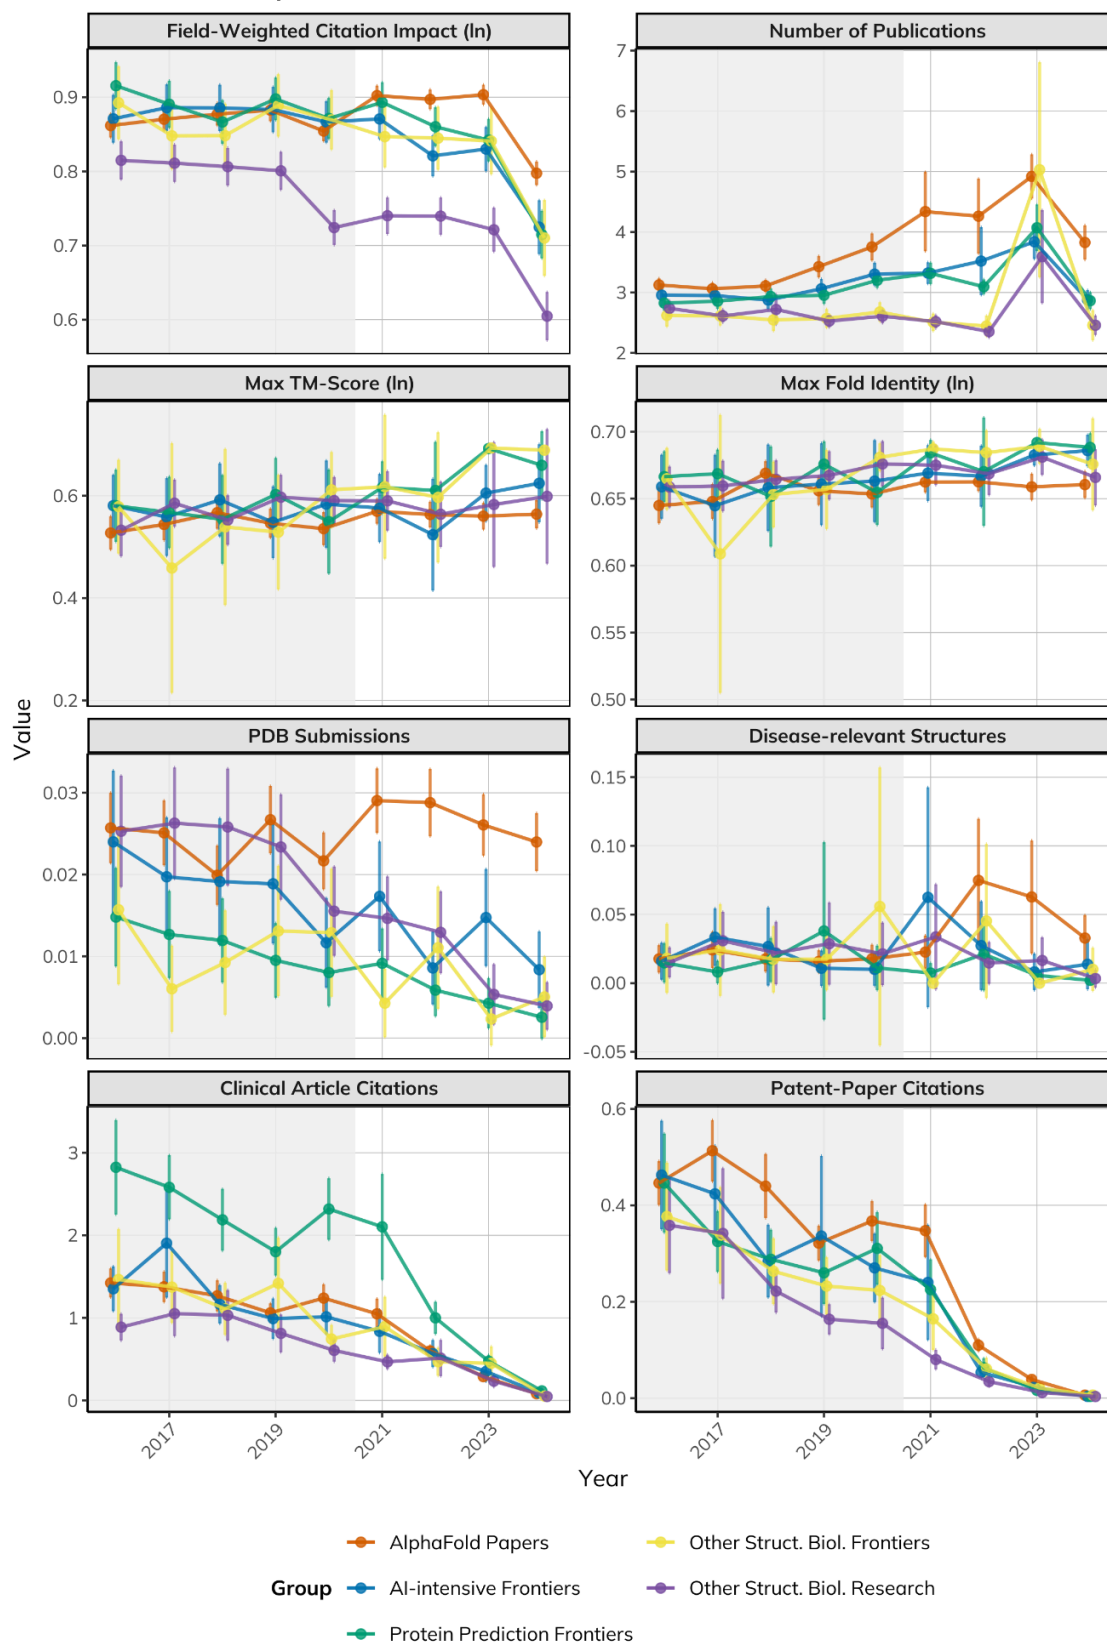 Field-Weighted Citation Impact (ln)
Number of Publications
0.9
0.8
0.7
0.6
7
6
5
4
3
2
Max TM-Score (ln)
Max Fold Identity (ln)
0.6
0.4
0.2
0.70
0.65
0.60
0.55
0.50
Value
PDB Submissions
Disease-relevant Structures
0.03
0.02
0.01
0.00
0.15
0.10
0.05
0.00
-0.05
Clinical Article Citations
Patent-Paper Citations
3
2
1
0
0.6
0.4
0.2
0.0
2017
2019
2021
2023
2017
2019
2021
2023
Year
Group
AlphaFold Papers
AI-intensive Frontiers
Protein Prediction Frontiers
Other Struct. Biol. Frontiers
Other Struct. Biol. Research